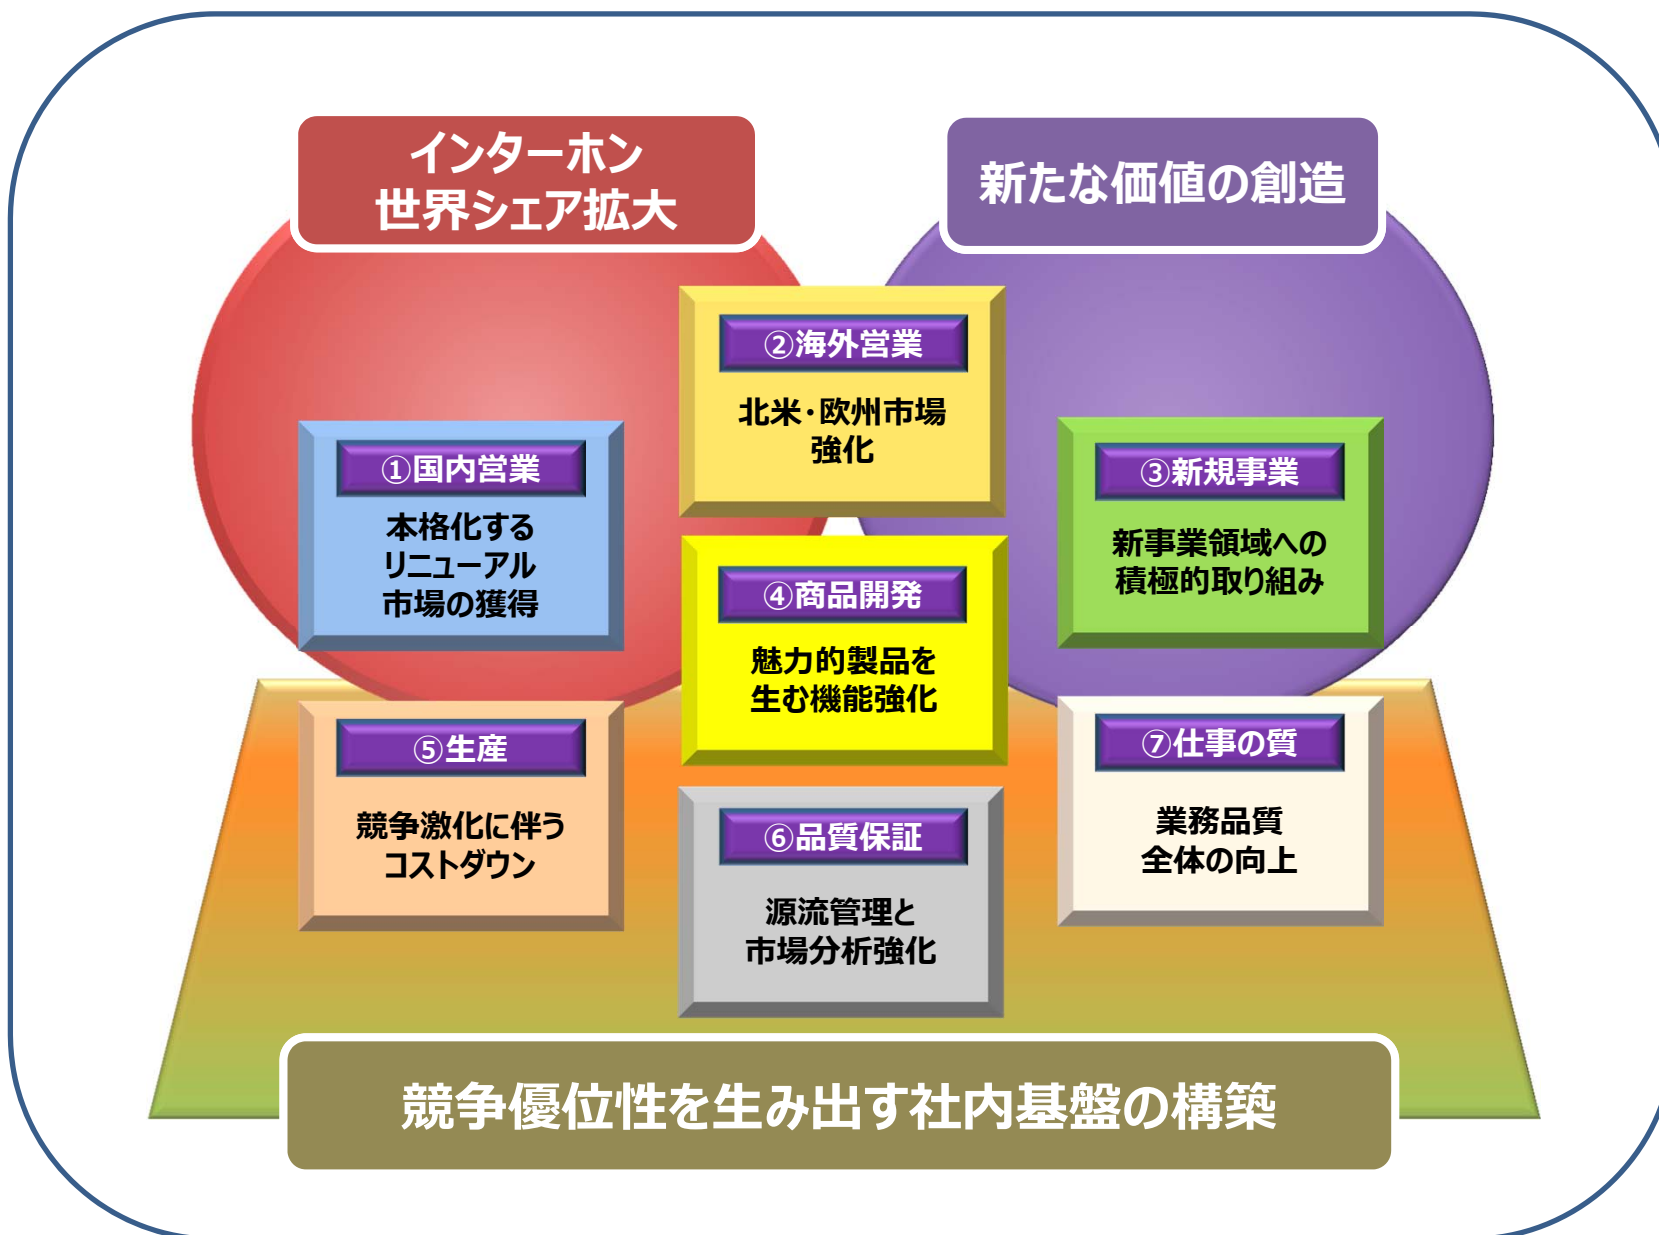 インターホン
世界シェア拡大
新たな価値の創造
①国内営業
本格化する
リニューアル
市場の獲得
②海外営業
北米・欧州市場
強化
③新規事業
新事業領域への
積極的取り組み
④商品開発
魅力的製品を
生む機能強化
⑤生産
競争激化に伴う
コストダウン
⑥品質保証
源流管理と
市場分析強化
⑦仕事の質
業務品質
全体の向上
競争優位性を生み出す社内基盤の構築